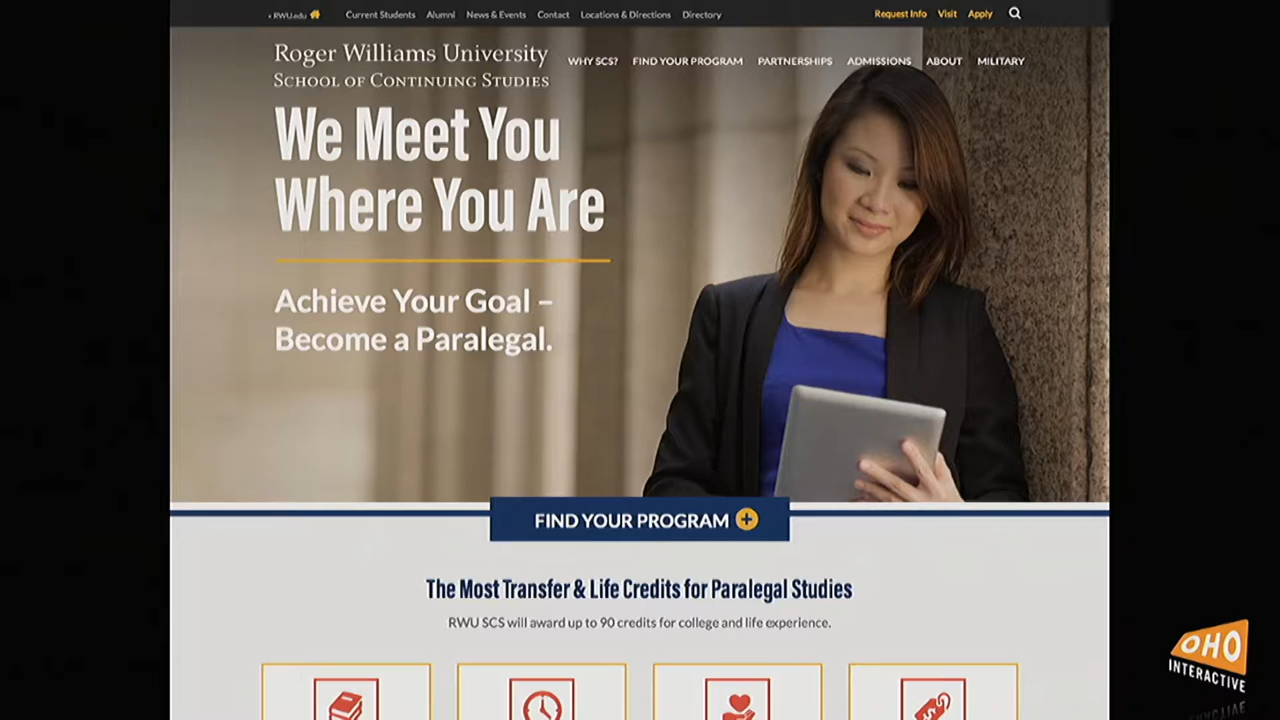 ‹ RWU.edu Current Students Alumni News & Events Contact Locations & Directions Directory Request Info Visit Apply
Roger Williams University
School of Continuing Studies
WHY SCS? FIND YOUR PROGRAM PARTNERSHIPS ADMISSIONS ABOUT MILITARY
We Meet You
Where You Are
Achieve Your Goal –
Become a Paralegal.
FIND YOUR PROGRAM
The Most Transfer & Life Credits for Paralegal Studies
RWU SCS will award up to 90 credits for college and life experience.
OHO
INTERACTIVE